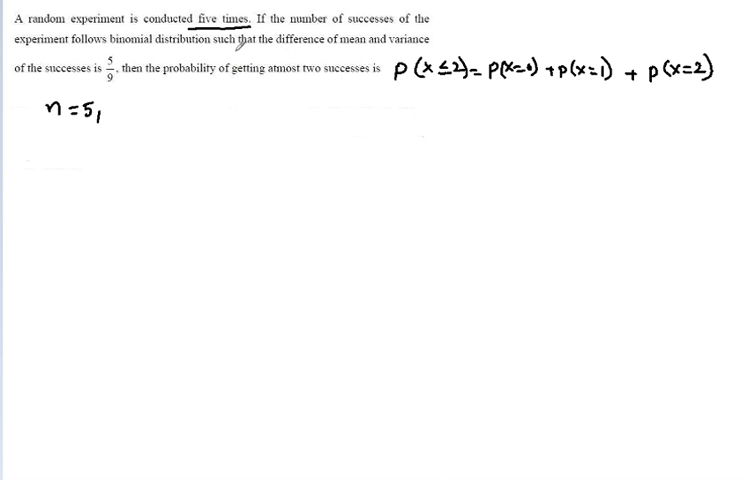 A random experiment is conducted five times. If the number of successes of the
experiment follows binomial distribution such that the difference of mean and variance
of the successes is 5/9, then the probability of getting atmost two successes is P(x≤2)= P(x=0) +P(x=1) + P(x=2)
n=5,